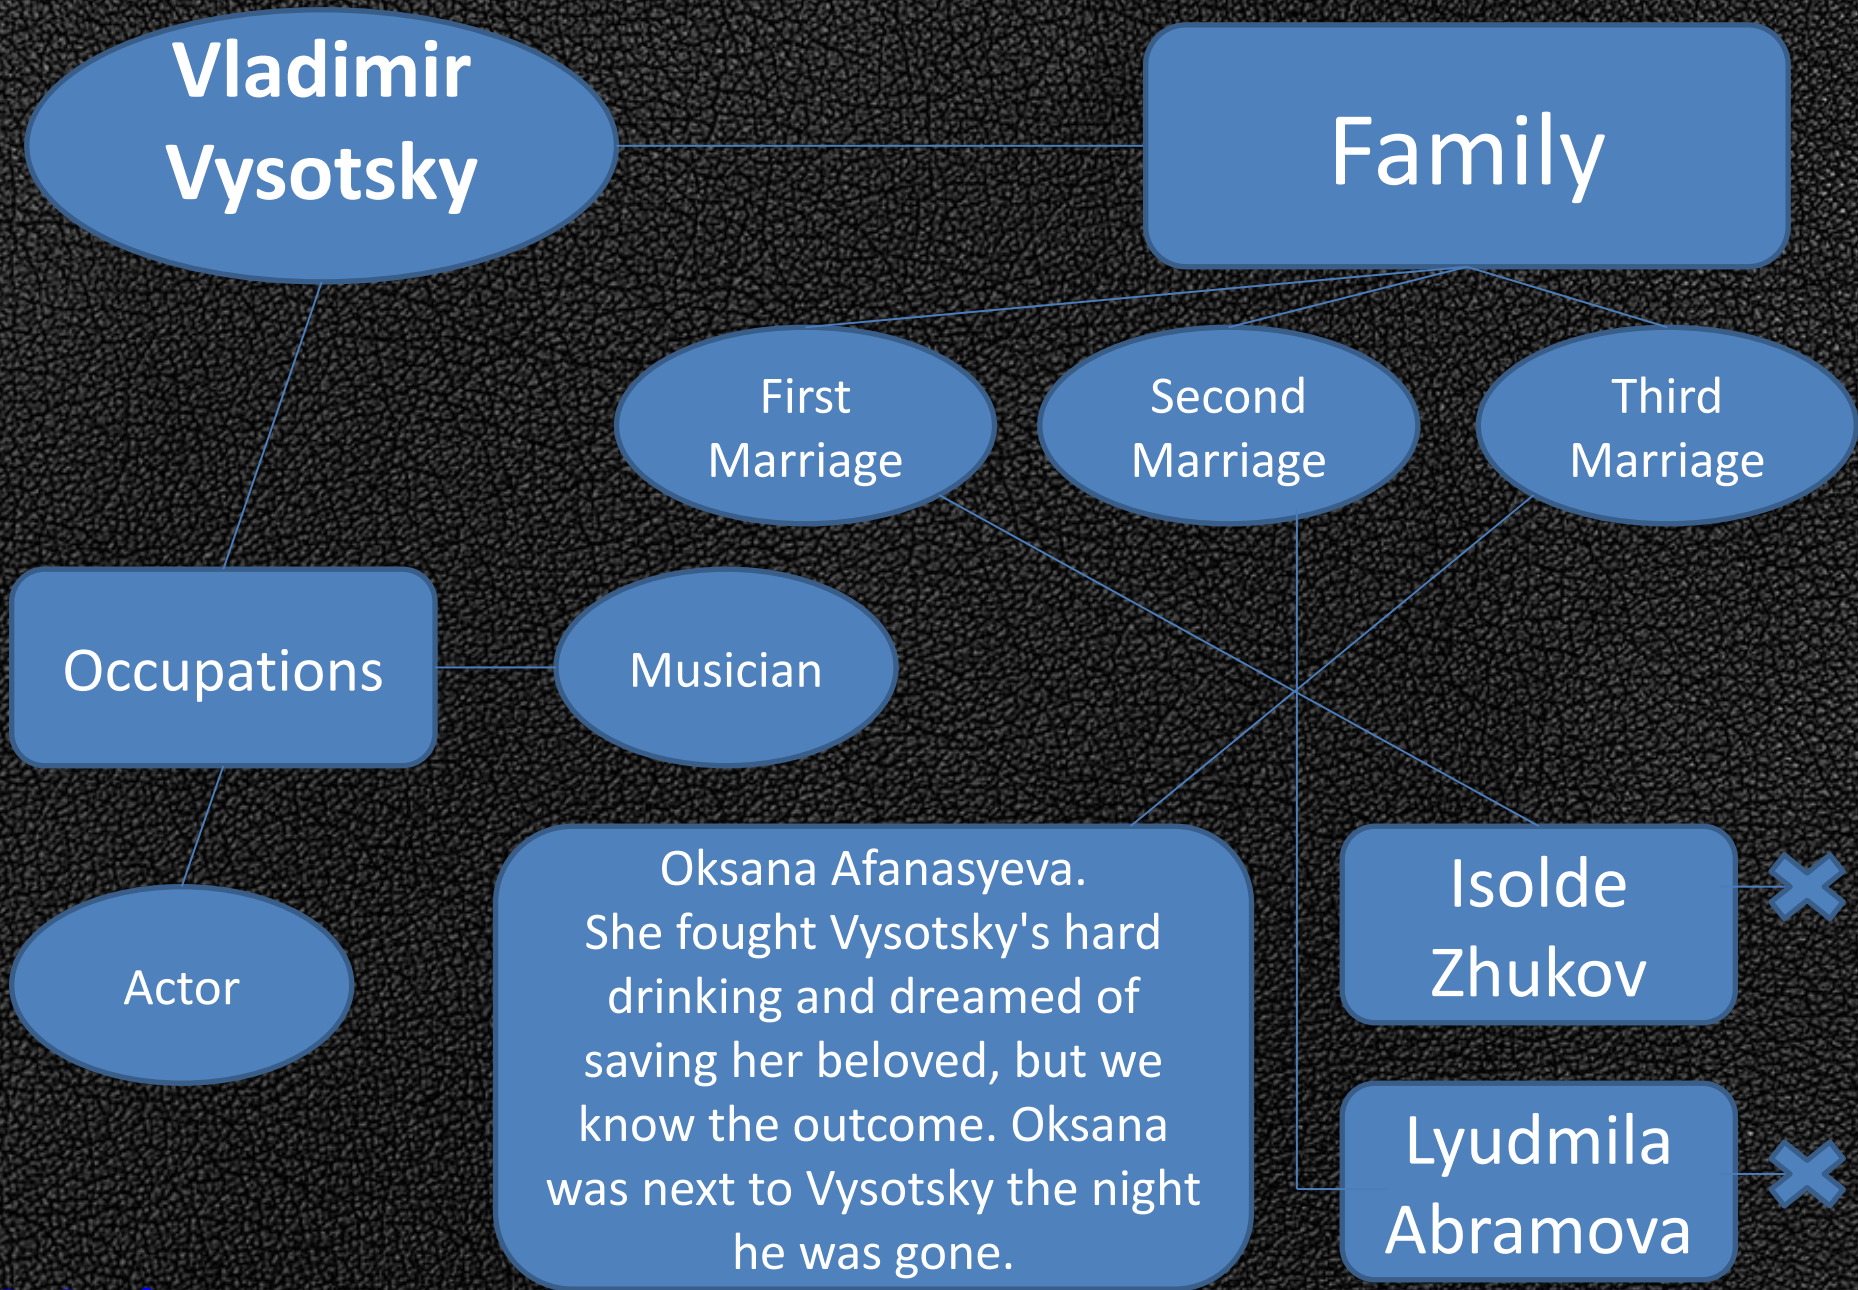 Vladimir
Vysotsky
Family
First
Marriage
Second
Marriage
Third
Marriage
Occupations
Musician
Actor
Oksana Afanasyeva.
She fought Vysotsky's hard
drinking and dreamed of
saving her beloved, but we
know the outcome. Oksana
was next to Vysotsky the night
he was gone.
Isolde
Zhukov
Lyudmila
Abramova